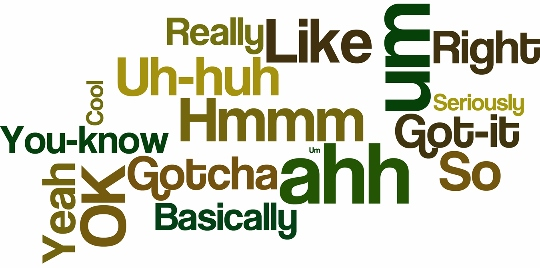 Really
Like
um
Right
Uh-huh
Cool
Hmmm
Seriously
You-know
Got-it
Um
Yeah
OK
Gotcha
ahh
So
Basically